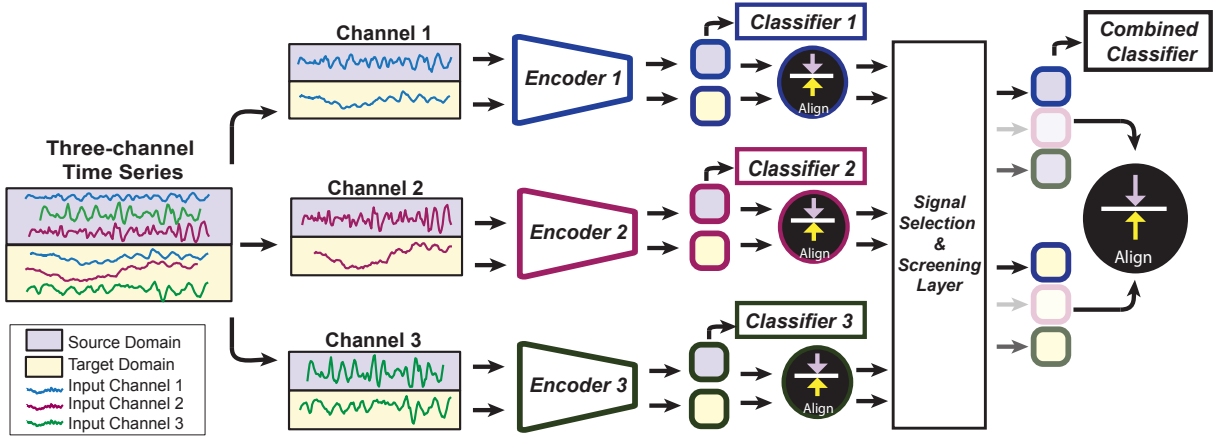 Three-channel
Time Series
Source Domain
Target Domain
Input Channel 1
Input Channel 2
Input Channel 3
Channel 1
Encoder 1
Classifier 1
Align
Channel 2
Encoder 2
Classifier 2
Align
Channel 3
Encoder 3
Classifier 3
Align
Signal
Selection
&
Screening
Layer
Combined
Classifier
Align